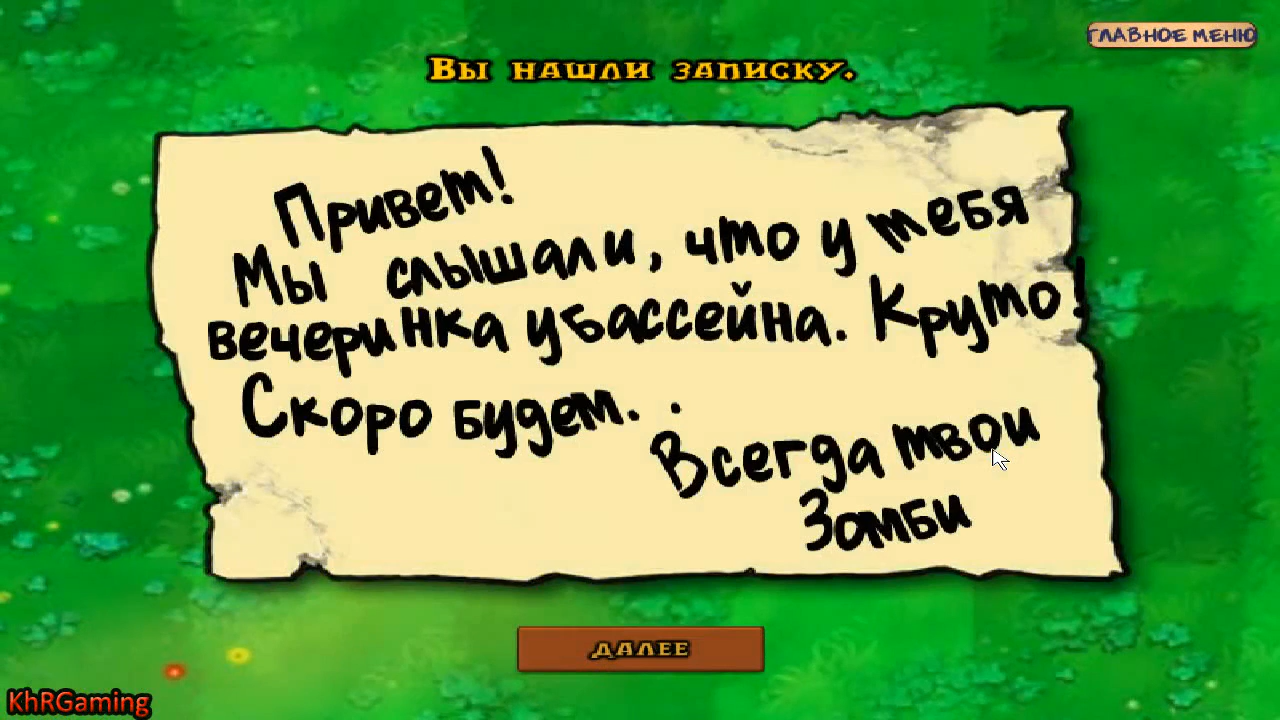 ГЛАВНОЕ МЕНЮ
Вы нашли записку.
Привет!
Мы слышали, что у тебя
вечеринка у бассейна. Круто!
Скоро будем. .
Всегда твои
Зомби
ДАЛЕЕ
KhRGaming